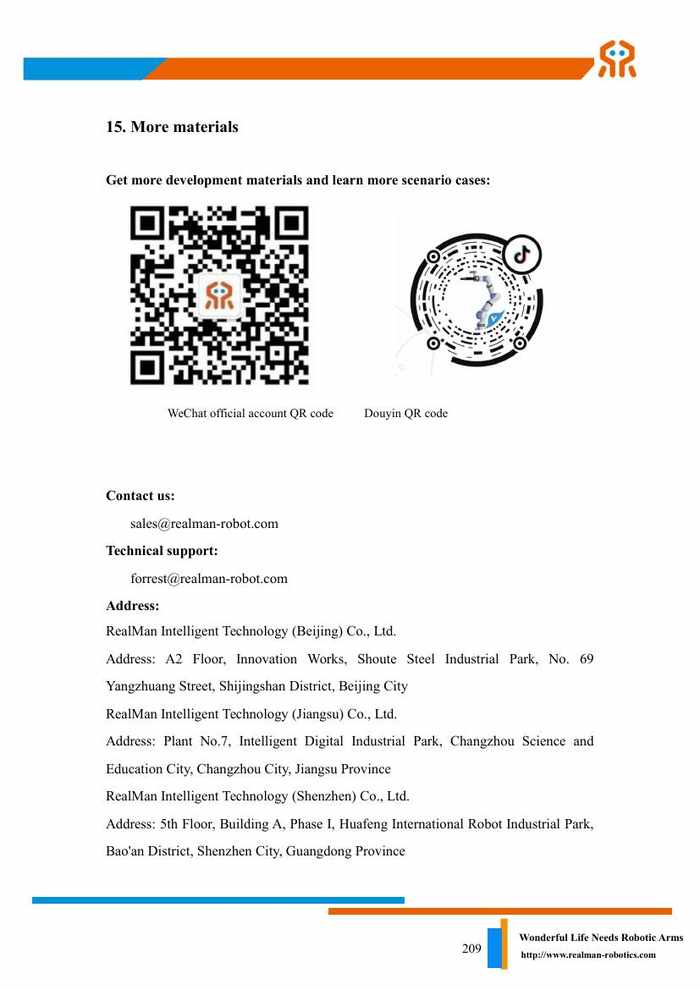 15. More materials
Get more development materials and learn more scenario cases:
WeChat official account QR code Douyin QR code
Contact us:
sales@realman-robot.com
Technical support:
forrest@realman-robot.com
Address:
RealMan Intelligent Technology (Beijing) Co., Ltd.
Address: A2 Floor, Innovation Works, Shoute Steel Industrial Park, No. 69
Yangzhuang Street, Shijingshan District, Beijing City
RealMan Intelligent Technology (Jiangsu) Co., Ltd.
Address: Plant No.7, Intelligent Digital Industrial Park, Changzhou Science and
Education City, Changzhou City, Jiangsu Province
RealMan Intelligent Technology (Shenzhen) Co., Ltd.
Address: 5th Floor, Building A, Phase I, Huafeng International Robot Industrial Park,
Bao'an District, Shenzhen City, Guangdong Province
209
Wonderful Life Needs Robotic Arms
http://www.realman-robotics.com